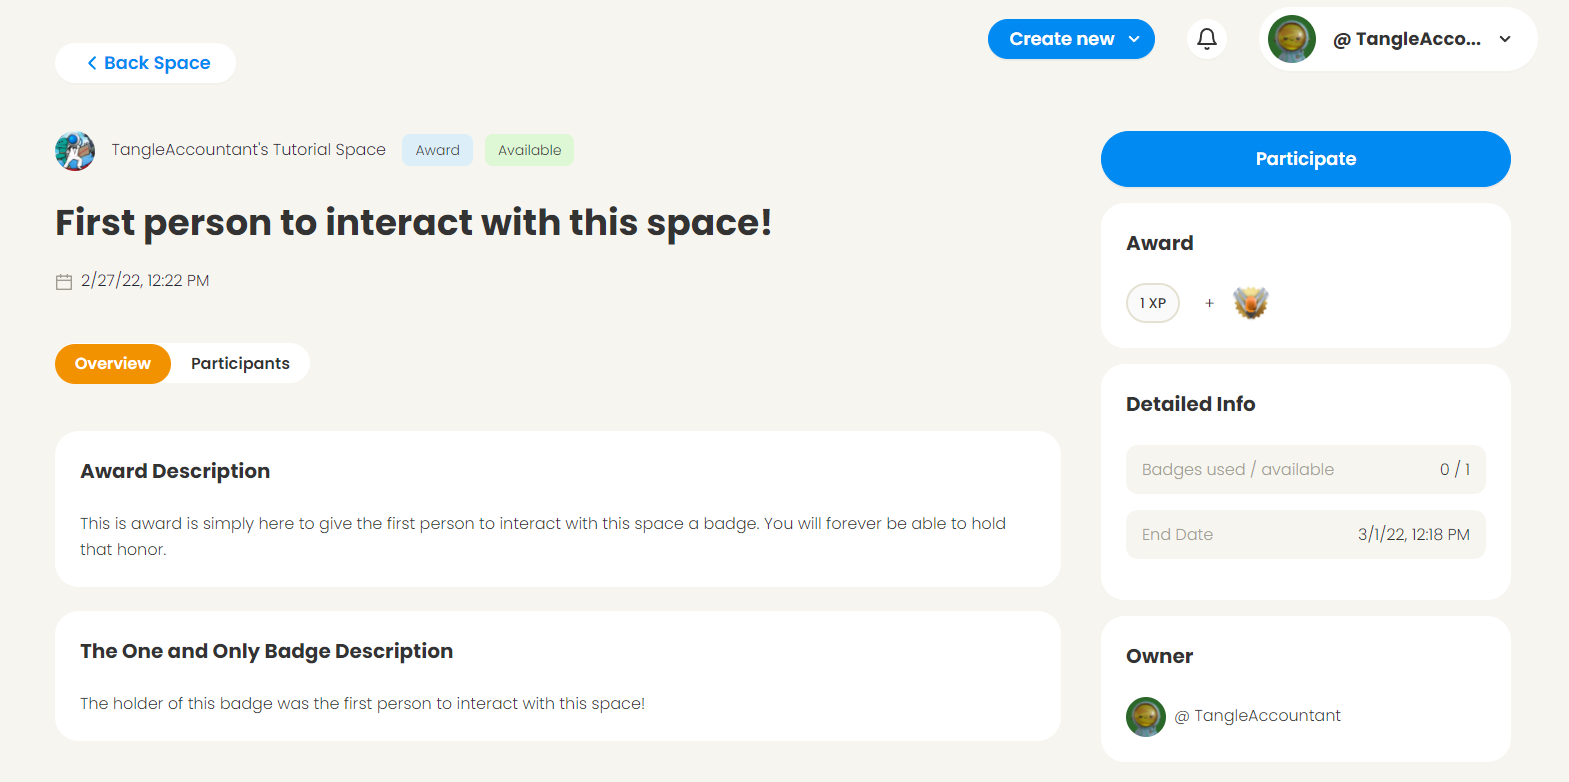 Back Space
Create new
@ TangleAcco...
TangleAccountant's Tutorial Space
Award
Available
First person to interact with this space!
2/27/22, 12:22 PM
Overview
Participants
Award Description
This is award is simply here to give the first person to interact with this space a badge. You will forever be able to hold
that honor.
The One and Only Badge Description
The holder of this badge was the first person to interact with this space!
Participate
Award
1 XP +
Detailed Info
Badges used / available 0 / 1
End Date 3/1/22, 12:18 PM
Owner
@ TangleAccountant